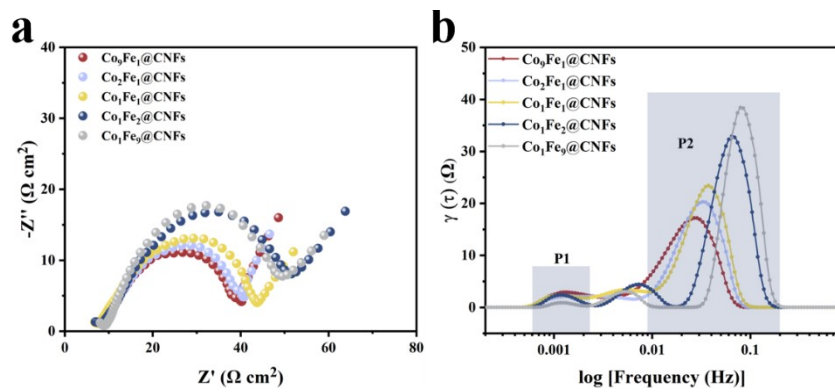 a
Co₉Fe₁@CNFs
Co₂Fe₁@CNFs
Co₁Fe₁@CNFs
Co₁Fe₂@CNFs
Co₁Fe₉@CNFs
40
30
20
10
0
0 20 40 60 80
-Z'' (Ω cm²)
Z' (Ω cm²)
b
Co₉Fe₁@CNFs
Co₂Fe₁@CNFs
Co₁Fe₁@CNFs
Co₁Fe₂@CNFs
Co₁Fe₉@CNFs
P1
P2
50
40
30
20
10
0
0.001 0.01 0.1
γ (τ) (Ω)
log [Frequency (Hz)]